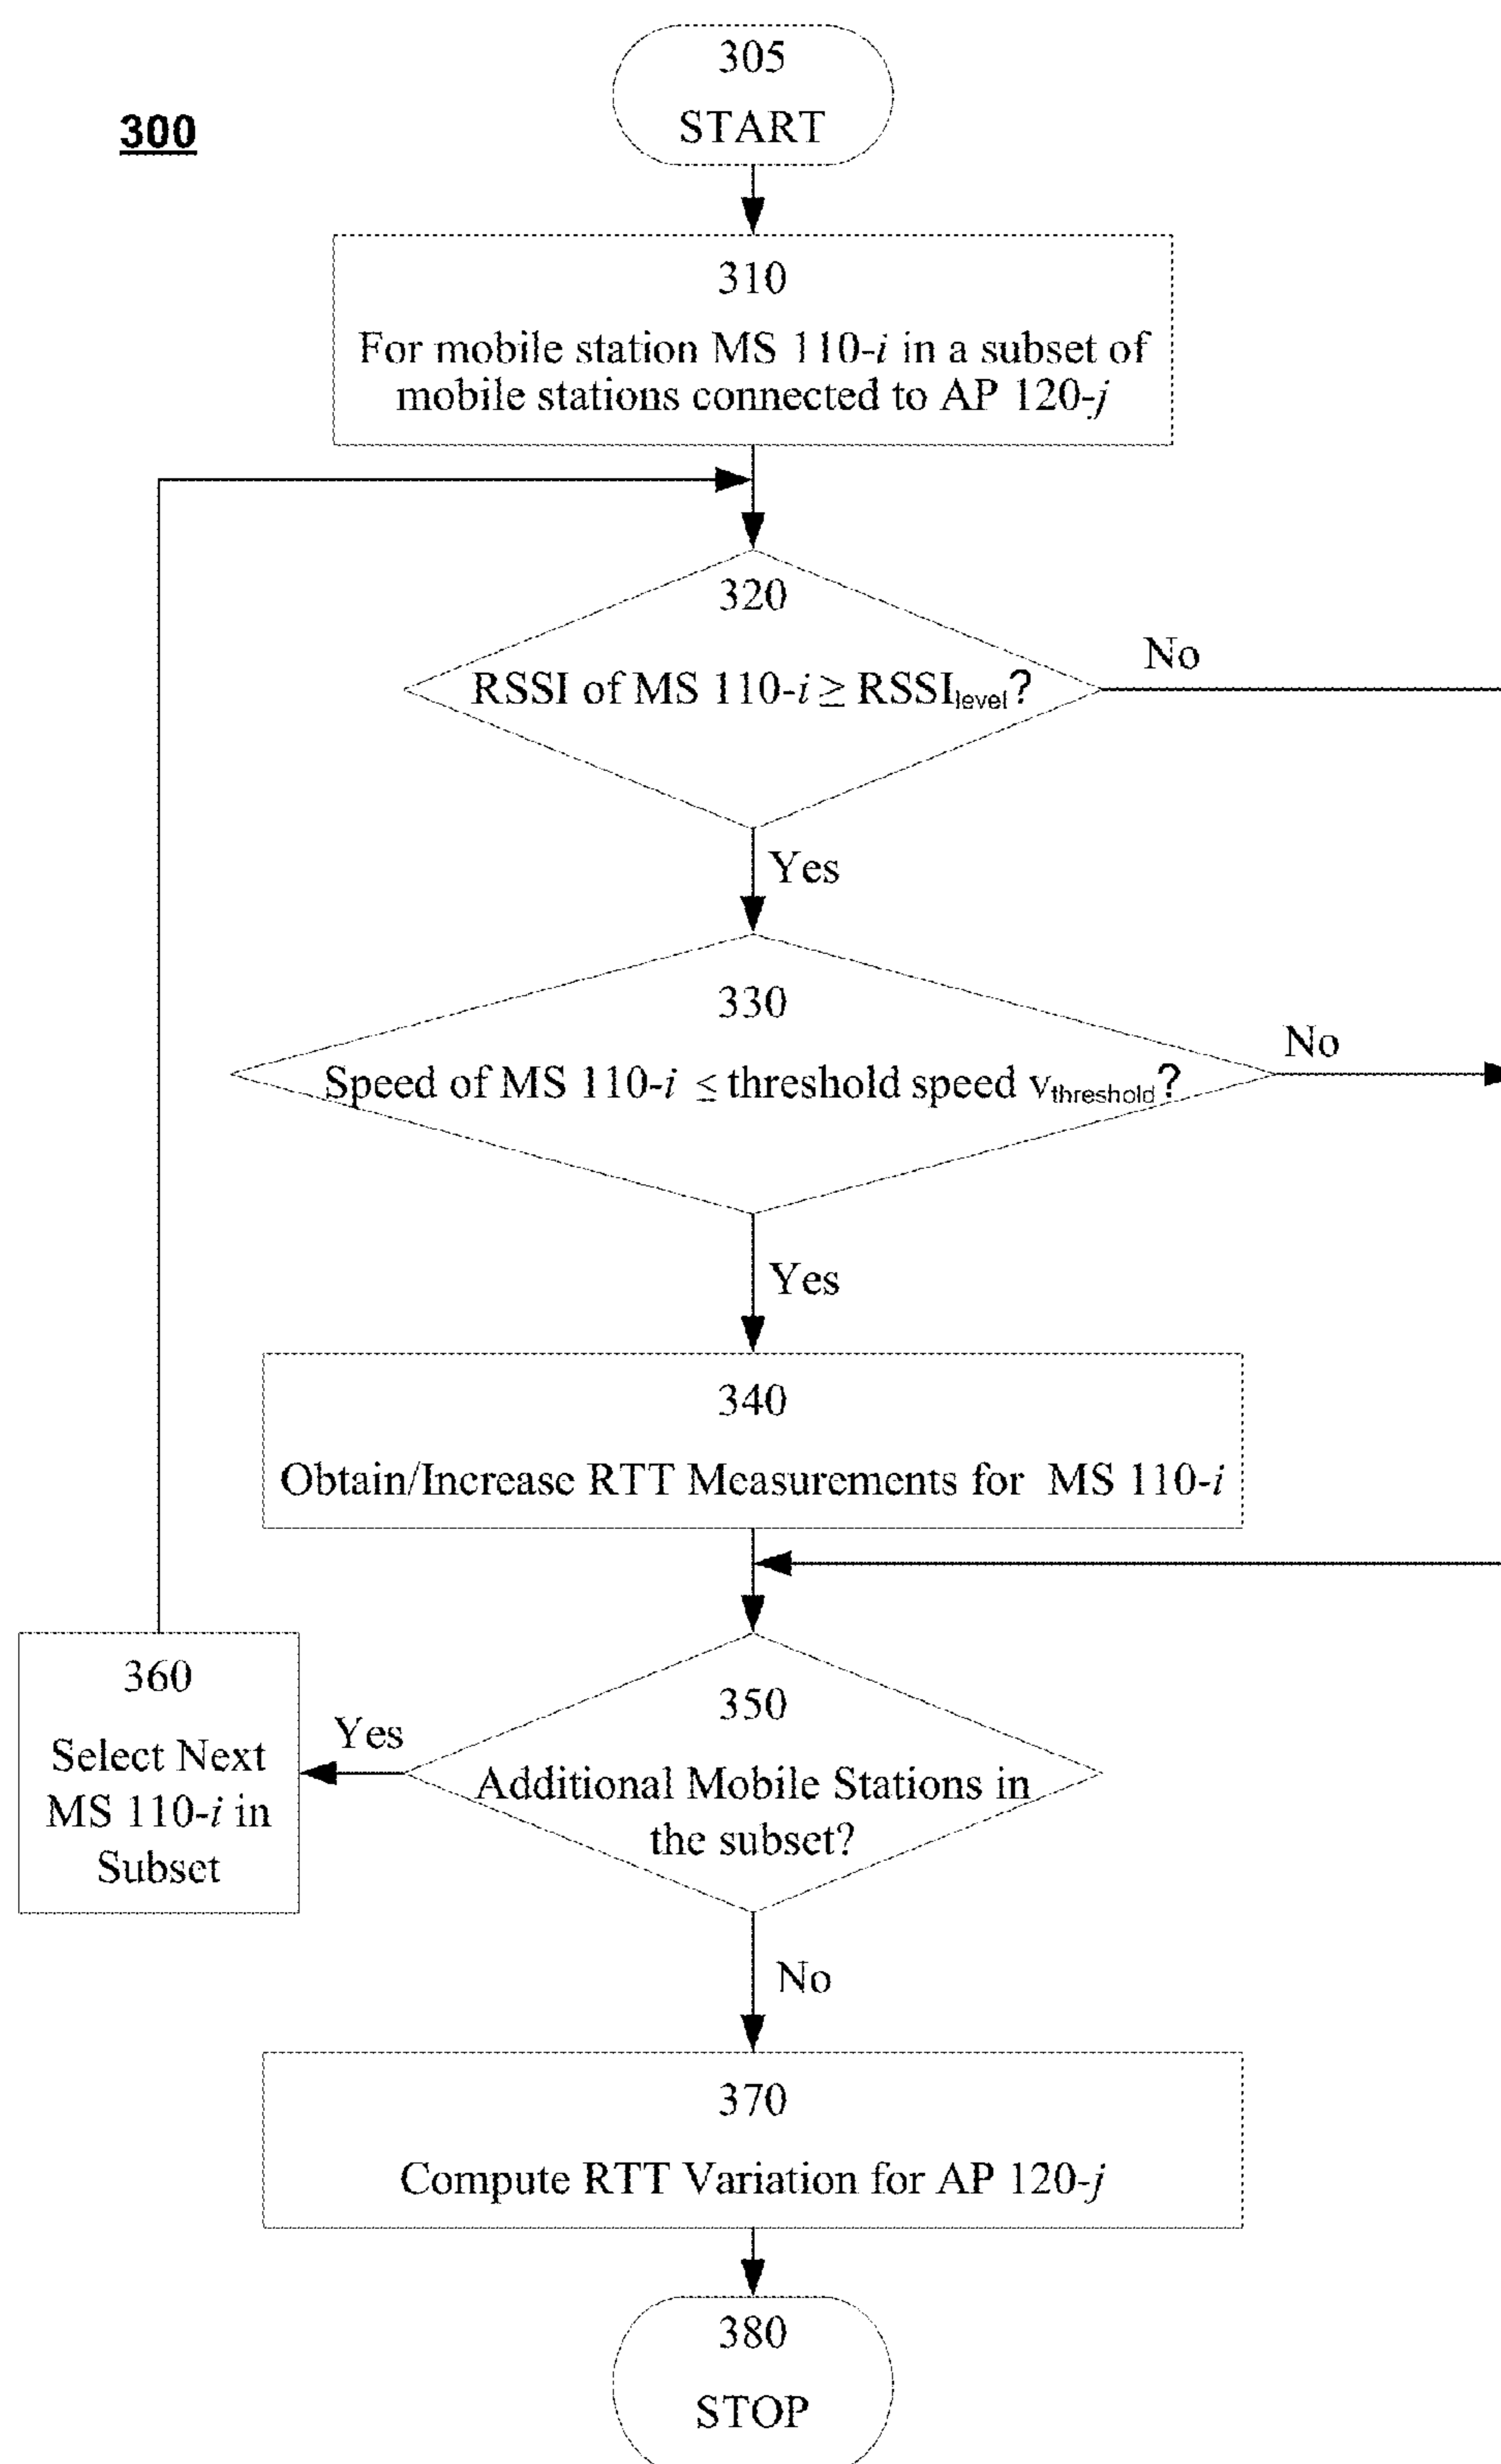 300
305
START
310
For mobile station MS 110-i in a subset of
mobile stations connected to AP 120-j
320
RSSI of MS 110-i ≥ RSSIlevel?
No
Yes
330
Speed of MS 110-i ≤ threshold speed vthreshold?
No
Yes
340
Obtain/Increase RTT Measurements for MS 110-i
350
Additional Mobile Stations in
the subset?
Yes
360
Select Next
MS 110-i in
Subset
No
370
Compute RTT Variation for AP 120-j
380
STOP